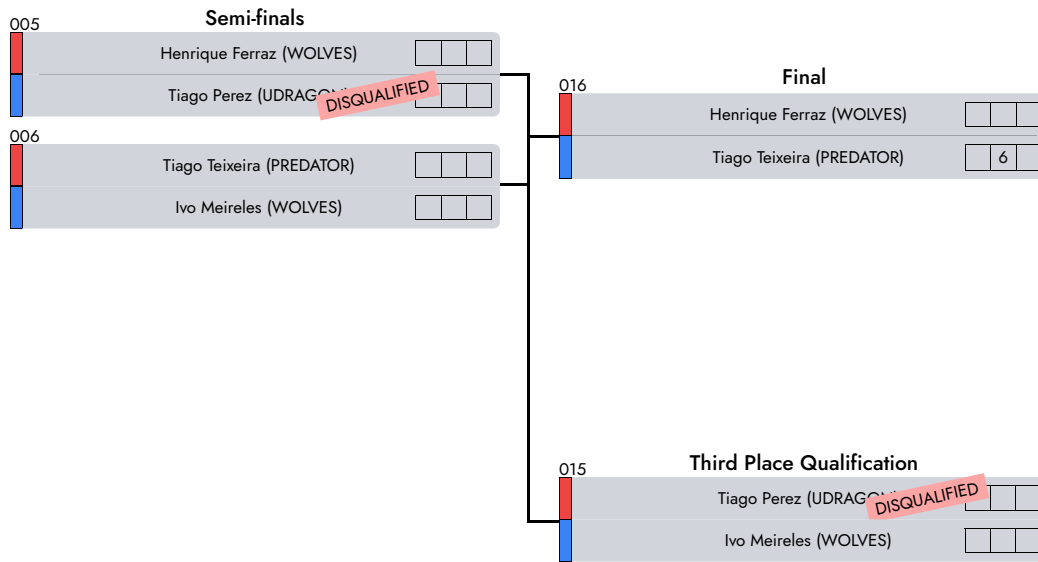 Semi-finals
005
Henrique Ferraz (WOLVES)
Tiago Perez
DISQUALIFIED
006
Tiago Teixeira (PREDATOR)
Ivo Meireles (WOLVES)
Final
016
Henrique Ferraz (WOLVES)
Tiago Teixeira (PREDATOR) 6
Third Place Qualification
015
Tiago Perez
DISQUALIFIED
Ivo Meireles (WOLVES)